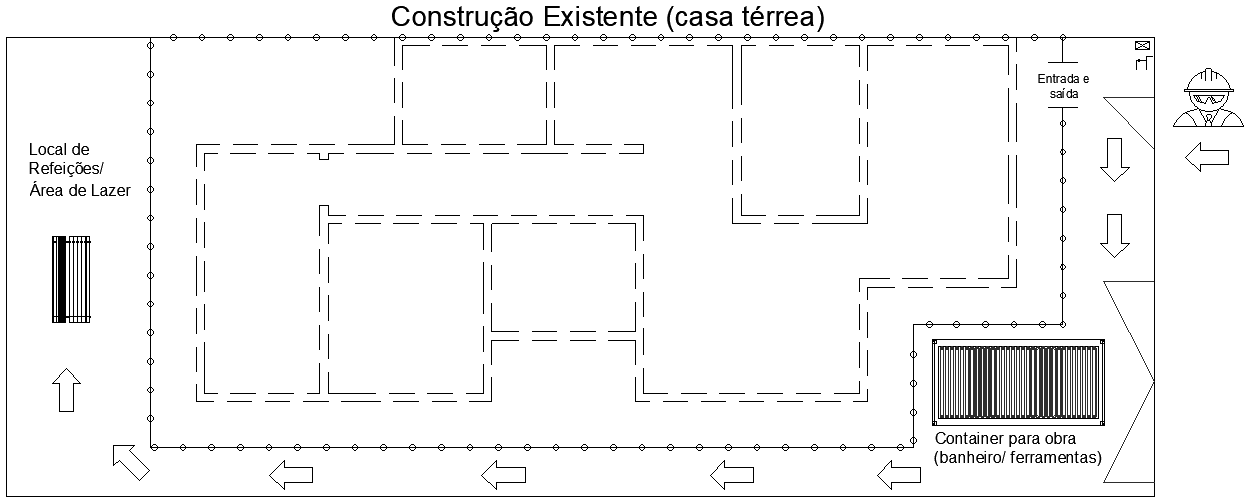 Construção Existente (casa térrea)
Entrada e
saída
Local de
Refeições/
Área de Lazer
Container para obra
(banheiro/ ferramentas)